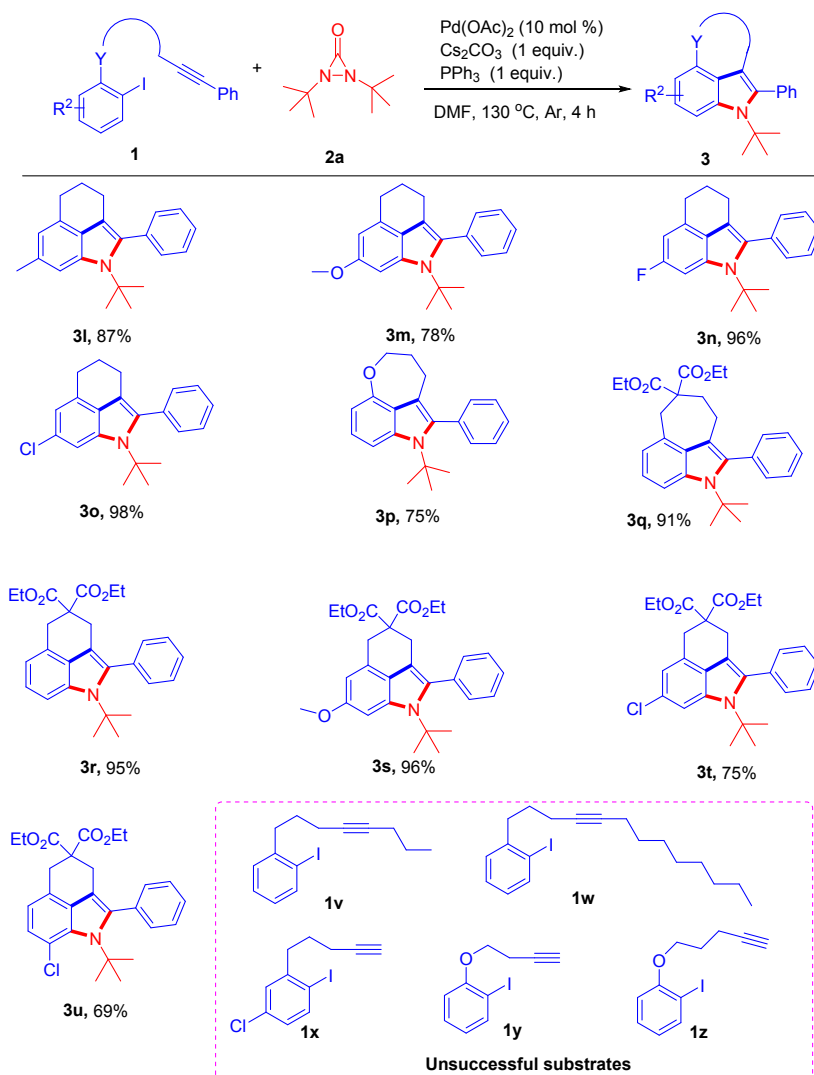 Y
I
R2
Ph
1
+
O
N
N
2a
Pd(OAc)2 (10 mol %)
Cs2CO3 (1 equiv.)
PPh3 (1 equiv.)
DMF, 130 °C, Ar, 4 h
Y
R2
Ph
N
3
N
3l, 87%
O
N
3m, 78%
F
N
3n, 96%
Cl
N
3o, 98%
O
N
3p, 75%
EtO2C CO2Et
N
3q, 91%
EtO2C CO2Et
N
3r, 95%
EtO2C CO2Et
O
N
3s, 96%
EtO2C CO2Et
Cl
N
3t, 75%
EtO2C CO2Et
Cl
N
3u, 69%
I
1v
I
1w
I
Cl
1x
O
I
1y
O
I
1z
Unsuccessful substrates